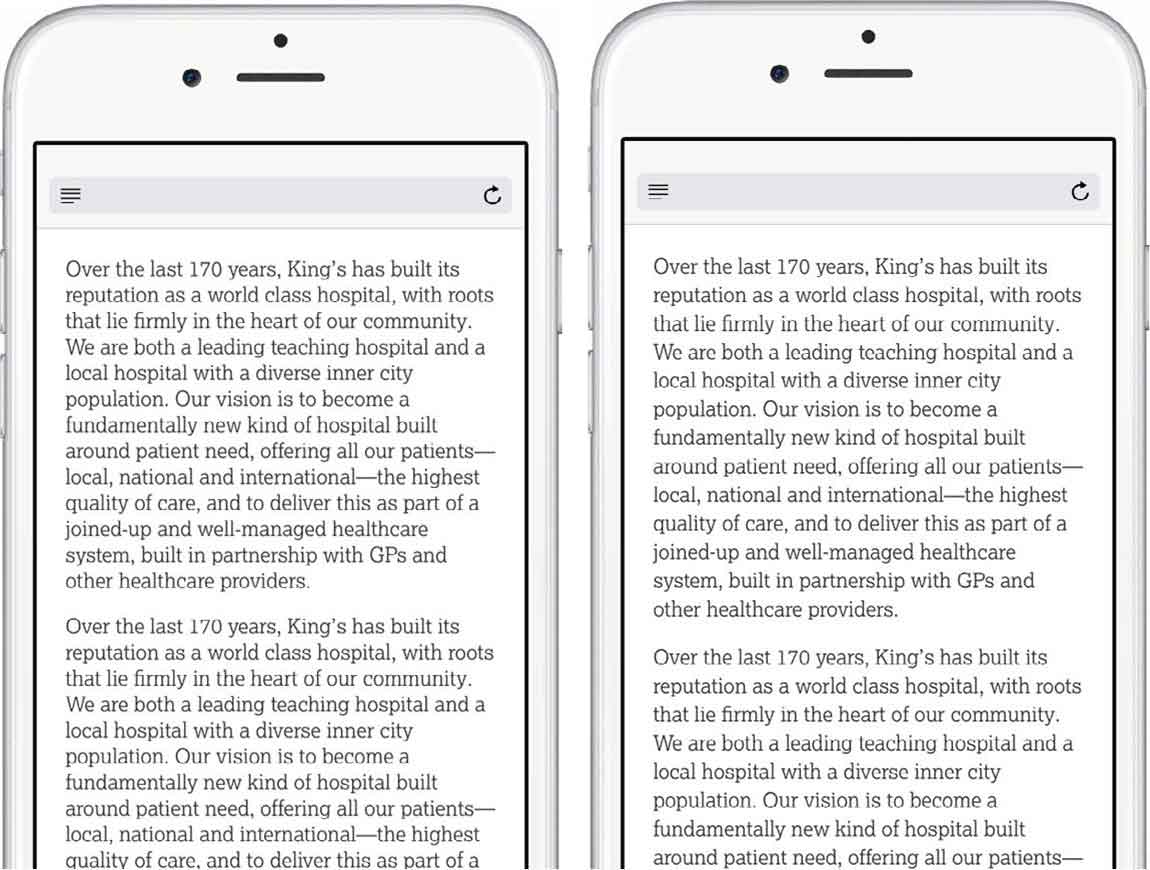 Over the last 170 years, King's has built its
reputation as a world class hospital, with roots
that lie firmly in the heart of our community.
We are both a leading teaching hospital and a
local hospital with a diverse inner city
population. Our vision is to become a
fundamentally new kind of hospital built
around patient need, offering all our patients—
local, national and international—the highest
quality of care, and to deliver this as part of a
joined-up and well-managed healthcare
system, built in partnership with GPs and
other healthcare providers.
Over the last 170 years, King's has built its
reputation as a world class hospital, with roots
that lie firmly in the heart of our community.
We are both a leading teaching hospital and a
local hospital with a diverse inner city
population. Our vision is to become a
fundamentally new kind of hospital built
around patient need, offering all our patients—
local, national and international—the highest
quality of care, and to deliver this as part of a
Over the last 170 years, King's has built its
reputation as a world class hospital, with roots
that lie firmly in the heart of our community.
We are both a leading teaching hospital and a
local hospital with a diverse inner city
population. Our vision is to become a
fundamentally new kind of hospital built
around patient need, offering all our patients—
local, national and international—the highest
quality of care, and to deliver this as part of a
joined-up and well-managed healthcare
system, built in partnership with GPs and
other healthcare providers.
Over the last 170 years, King's has built its
reputation as a world class hospital, with roots
that lie firmly in the heart of our community.
We are both a leading teaching hospital and a
local hospital with a diverse inner city
population. Our vision is to become a
fundamentally new kind of hospital built
around patient need, offering all our patients—